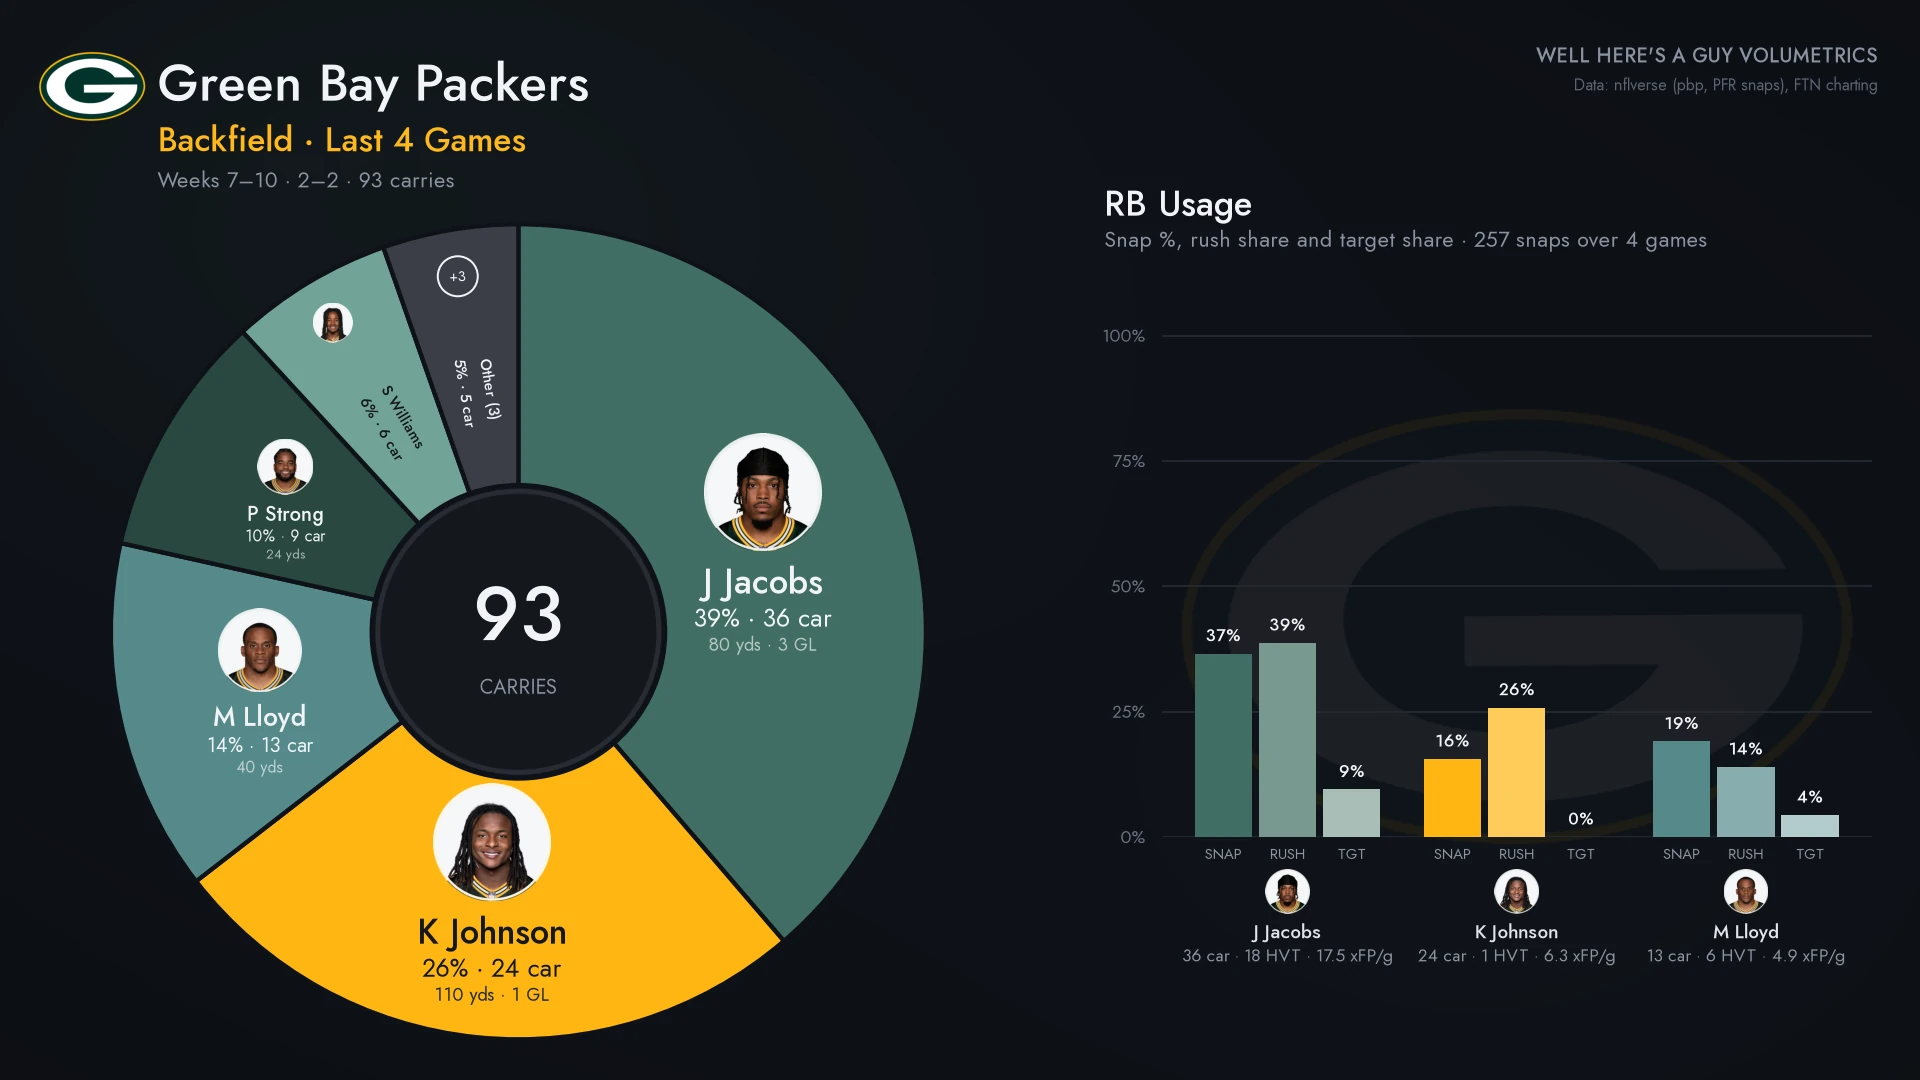 Green Bay Packers
Backfield · Last 4 Games
Weeks 7–10 · 2–2 · 93 carries
WELL HERE'S A GUY VOLUMETRICS
Data: nflverse (pbp, PFR snaps), FTN charting
+3
Other (3)
5% · 5 car
S Williams
6% · 6 car
P Strong
10% · 9 car
24 yds
M Lloyd
14% · 13 car
40 yds
K Johnson
26% · 24 car
110 yds · 1 GL
J Jacobs
39% · 36 car
80 yds · 3 GL
93
CARRIES
RB Usage
Snap %, rush share and target share · 257 snaps over 4 games
100%
75%
50%
25%
0%
37%
39%
9%
16%
26%
0%
19%
14%
4%
SNAP RUSH TGT SNAP RUSH TGT SNAP RUSH TGT
J Jacobs
36 car · 18 HVT · 17.5 xFP/g
K Johnson
24 car · 1 HVT · 6.3 xFP/g
M Lloyd
13 car · 6 HVT · 4.9 xFP/g